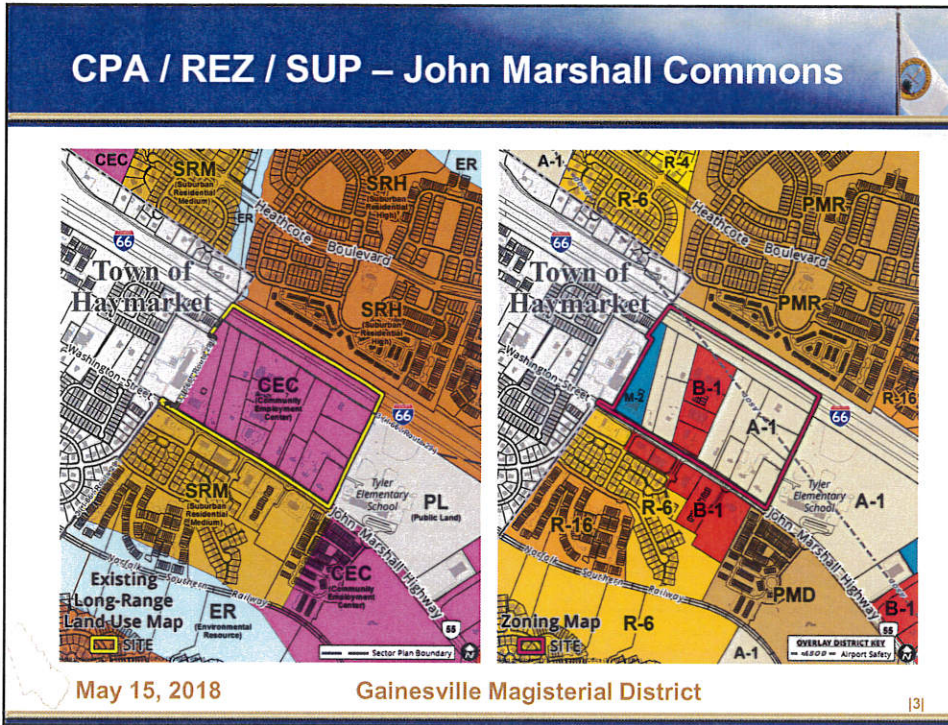 CPA / REZ / SUP – John Marshall Commons
CEC
SRM
(Suburban
Residential
Medium)
ER
ER
SRH
(Suburban
Residential
High)
Heathcote Boulevard
66
Town of
Haymarket
SRH
(Suburban
Residential
High)
Washington Street
CEC
(Community
Employment
Center)
66
SRM
(Suburban
Residential
Medium)
Tyler
Elementary
School
PL
(Public Land)
John Marshall Highway
CEC
(Community
Employment
Center)
Norfolk Southern Railway
Existing
Long-Range
Land Use Map
SITE
ER
(Environmental
Resource)
55
Sector Plan Boundary
N
A-1
R-4
R-6
PMR
Heathcote Boulevard
66
Town of
Haymarket
PMR
Washington Street
M-2
B-1
A-1
66
R-16
Tyler
Elementary
School
A-1
R-16
R-6
B-1
John Marshall Highway
Norfolk Southern Railway
PMD
B-1
Zoning Map
SITE
R-6
A-1
55
OVERLAY DISTRICT KEY
Airport Safety
N
May 15, 2018
Gainesville Magisterial District
|3|